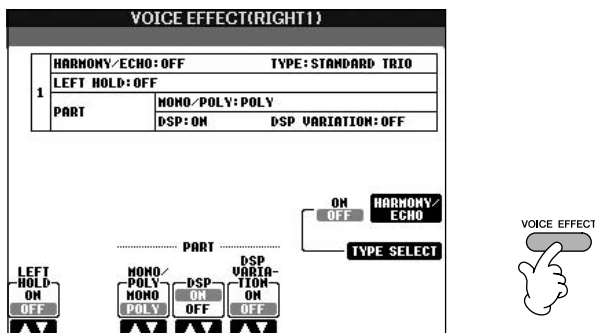 VOICE EFFECT(RIGHT1)
1
HARMONY/ECHO:OFF TYPE:STANDARD TRIO
LEFT HOLD:OFF
PART
MONO/POLY:POLY
DSP:ON DSP VARIATION:OFF
ON
OFF
HARMONY/
ECHO
TYPE SELECT
VOICE EFFECT
PART
LEFT
HOLD
ON
OFF
MONO/
POLY
MONO
POLY
DSP
ON
OFF
DSP
VARIA-
TION
ON
OFF